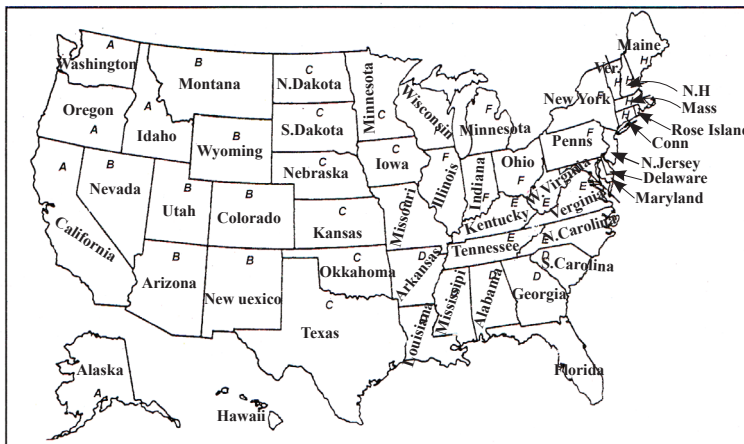 Maine
A
Washington
B
Montana
C
N.Dakota
Minnesota
C
Wisconsin
Ver.
H
H
H
N.H
Mass
Oregon
A
A
Idaho
B
Wyoming
C
S.Dakota
F
Minnesota
New York
F
H
H
Rose Island
Conn
A
B
Nevada
C
Nebraska
C
Iowa
F
Illinois
Indiana
F
Ohio
F
Penns
F
N.Jersey
Delaware
Maryland
California
B
Utah
B
Colorado
C
Kansas
Missouri
C
Kentucky
E
W.Virginia
E
Virginia
E
Tennessee
E
N.Carolina
E
B
Arizona
B
New uexico
C
Okkahoma
D
Arkansas
Mississipi
Alabama
D
Georgia
D
D
S.Carolina
C
Texas
Louisiana
Alaska
A
Hawaii
Florida